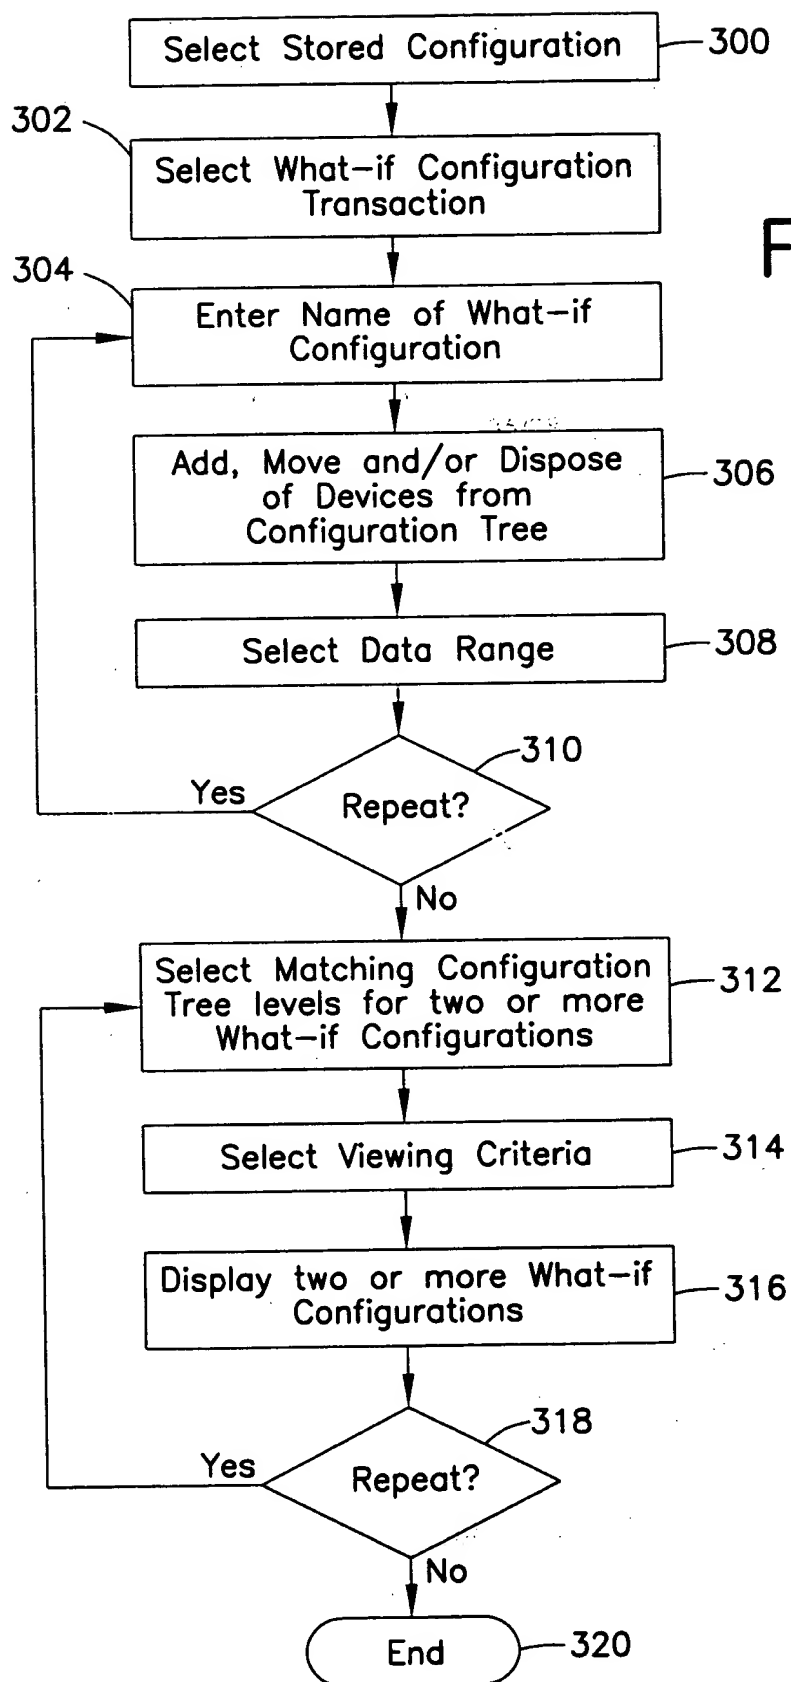 Select Stored Configuration
300
302
Select What-if Configuration
Transaction
F
304
Enter Name of What-if
Configuration
Add, Move and/or Dispose
of Devices from
Configuration Tree
306
Select Data Range
308
310
Yes
Repeat?
No
Select Matching Configuration
Tree levels for two or more
What-if Configurations
312
Select Viewing Criteria
314
Display two or more What-if
Configurations
316
318
Yes
Repeat?
No
End
320